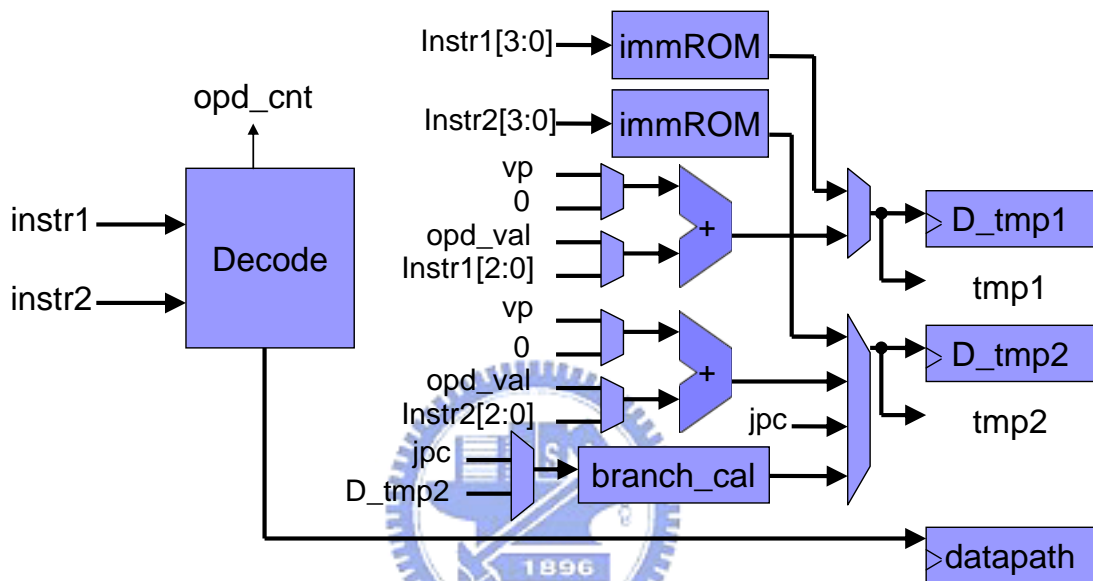 Instr1[3:0]
immROM
opd_cnt
Instr2[3:0]
immROM
vp
0
instr1
Decode
opd_val
Instr1[2:0]
+
D_tmp1
tmp1
instr2
vp
0
opd_val
Instr2[2:0]
+
D_tmp2
tmp2
jpc
jpc
D_tmp2
branch_cal
datapath
1896